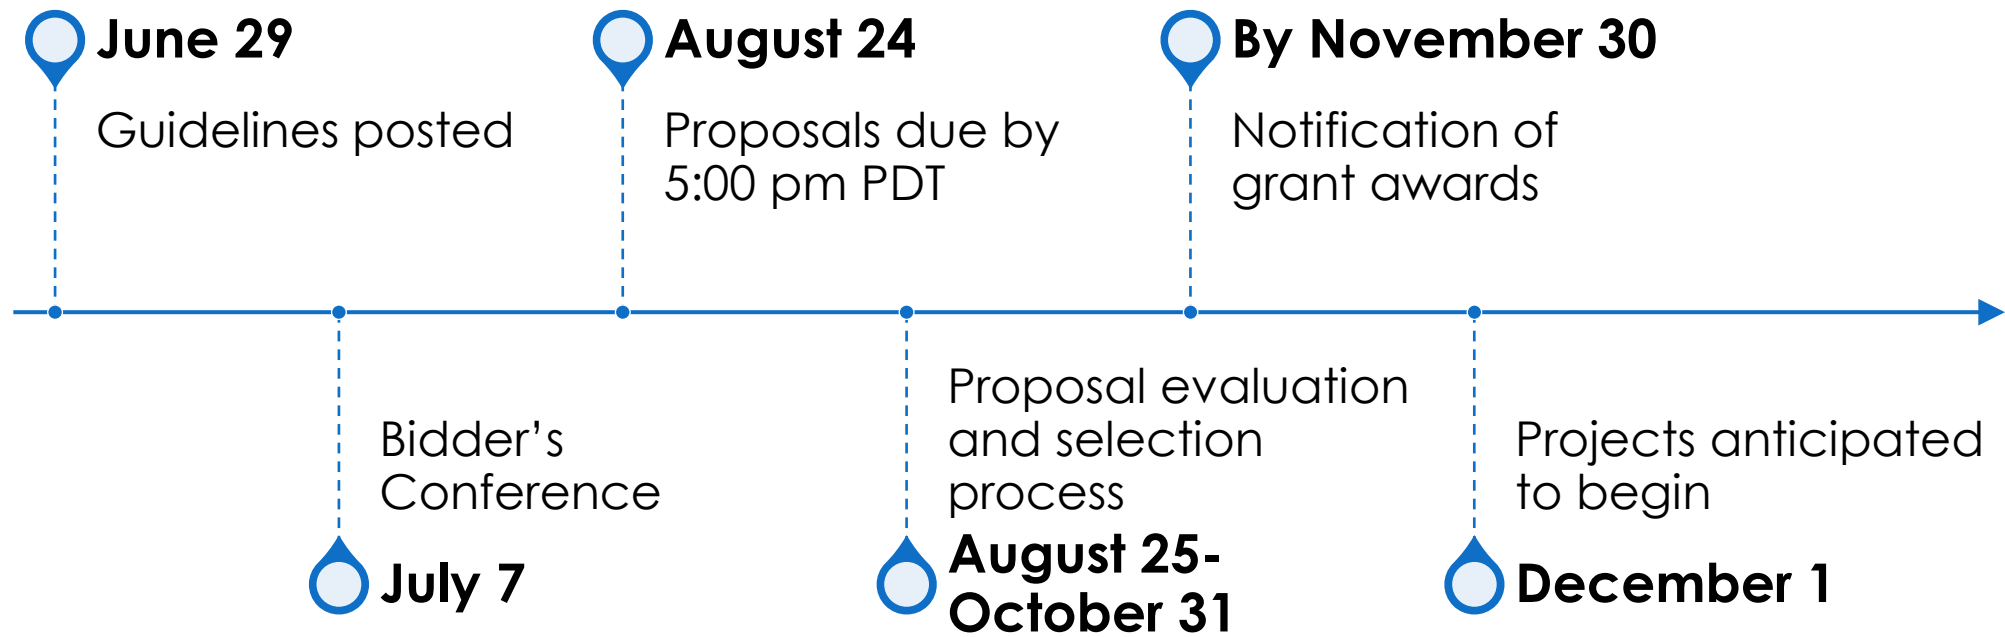 June 29
Guidelines posted
August 24
Proposals due by
5:00 pm PDT
By November 30
Notification of
grant awards
Bidder’s
Conference
July 7
Proposal evaluation
and selection
process
August 25-
October 31
Projects anticipated
to begin
December 1